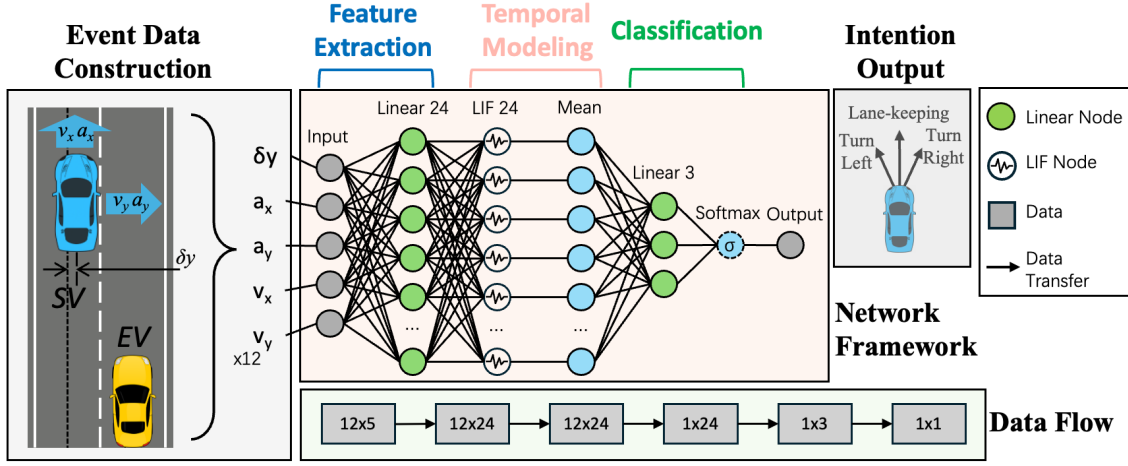 Event Data
Construction
Feature
Extraction
Temporal
Modeling
Classification
Intention
Output
v_x a_x
v_y a_y
δy
SV
EV
δy
a_x
a_y
v_x
v_y
x12
Input
Linear 24
LIF 24
Mean
Linear 3
Softmax
Output
σ
...
...
...
Lane-keeping
Turn
Left
Turn
Right
Linear Node
LIF Node
Data
Data
Transfer
Network
Framework
12x5
12x24
12x24
1x24
1x3
1x1
Data Flow